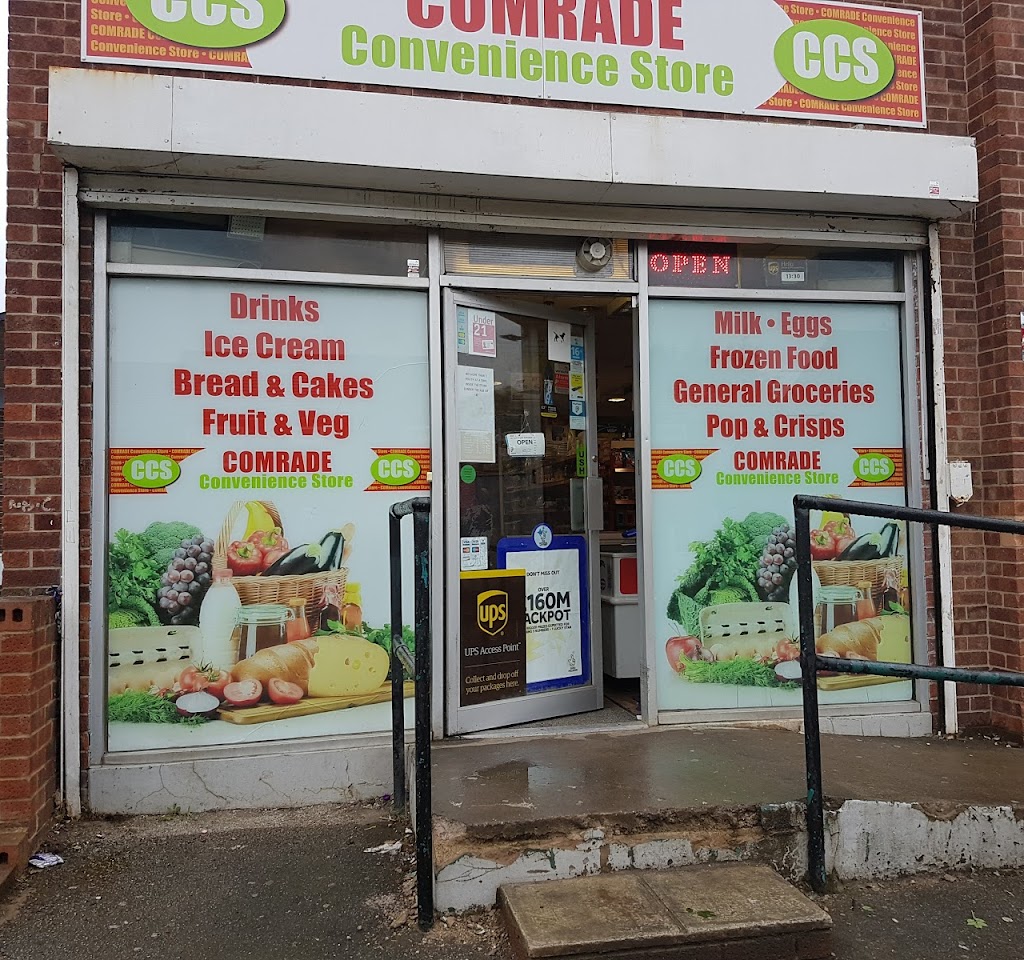 CCS
COMRADE
Convenience Store
CCS
OPEN
Drinks
Ice Cream
Bread & Cakes
Fruit & Veg
CCS
COMRADE
Convenience Store
CCS
Under
21
OPEN
PUSH
DON'T MISS OUT
OVER
£160M
JACKPOT
ups
UPS Access Point
Collect and drop off
your packages here.
Milk • Eggs
Frozen Food
General Groceries
Pop & Crisps
CCS
COMRADE
Convenience Store
CCS